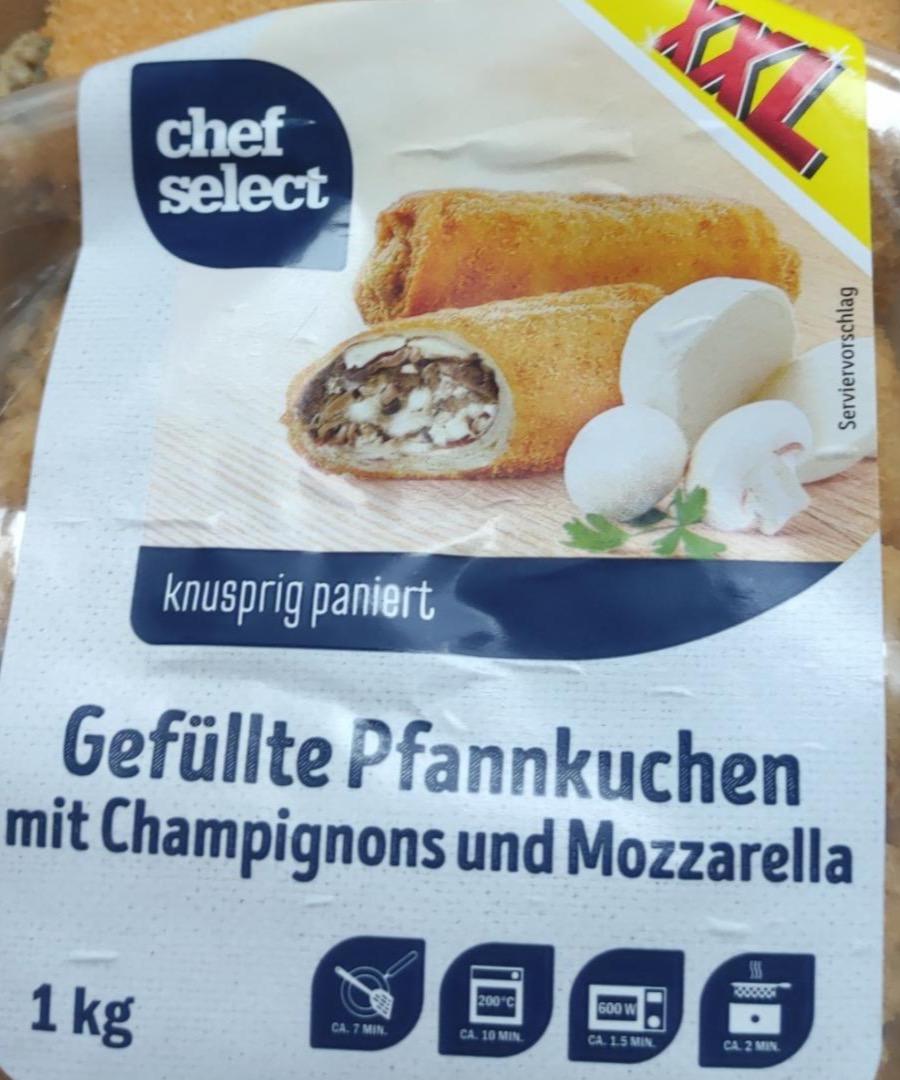 XXL
chef
select
Serviervorschlag
knusprig paniert
Gefüllte Pfannkuchen
mit Champignons und Mozzarella
1 kg
CA. 7 MIN.
200°C
CA. 10 MIN.
600 W
CA. 1.5 MIN.
CA. 2 MIN.